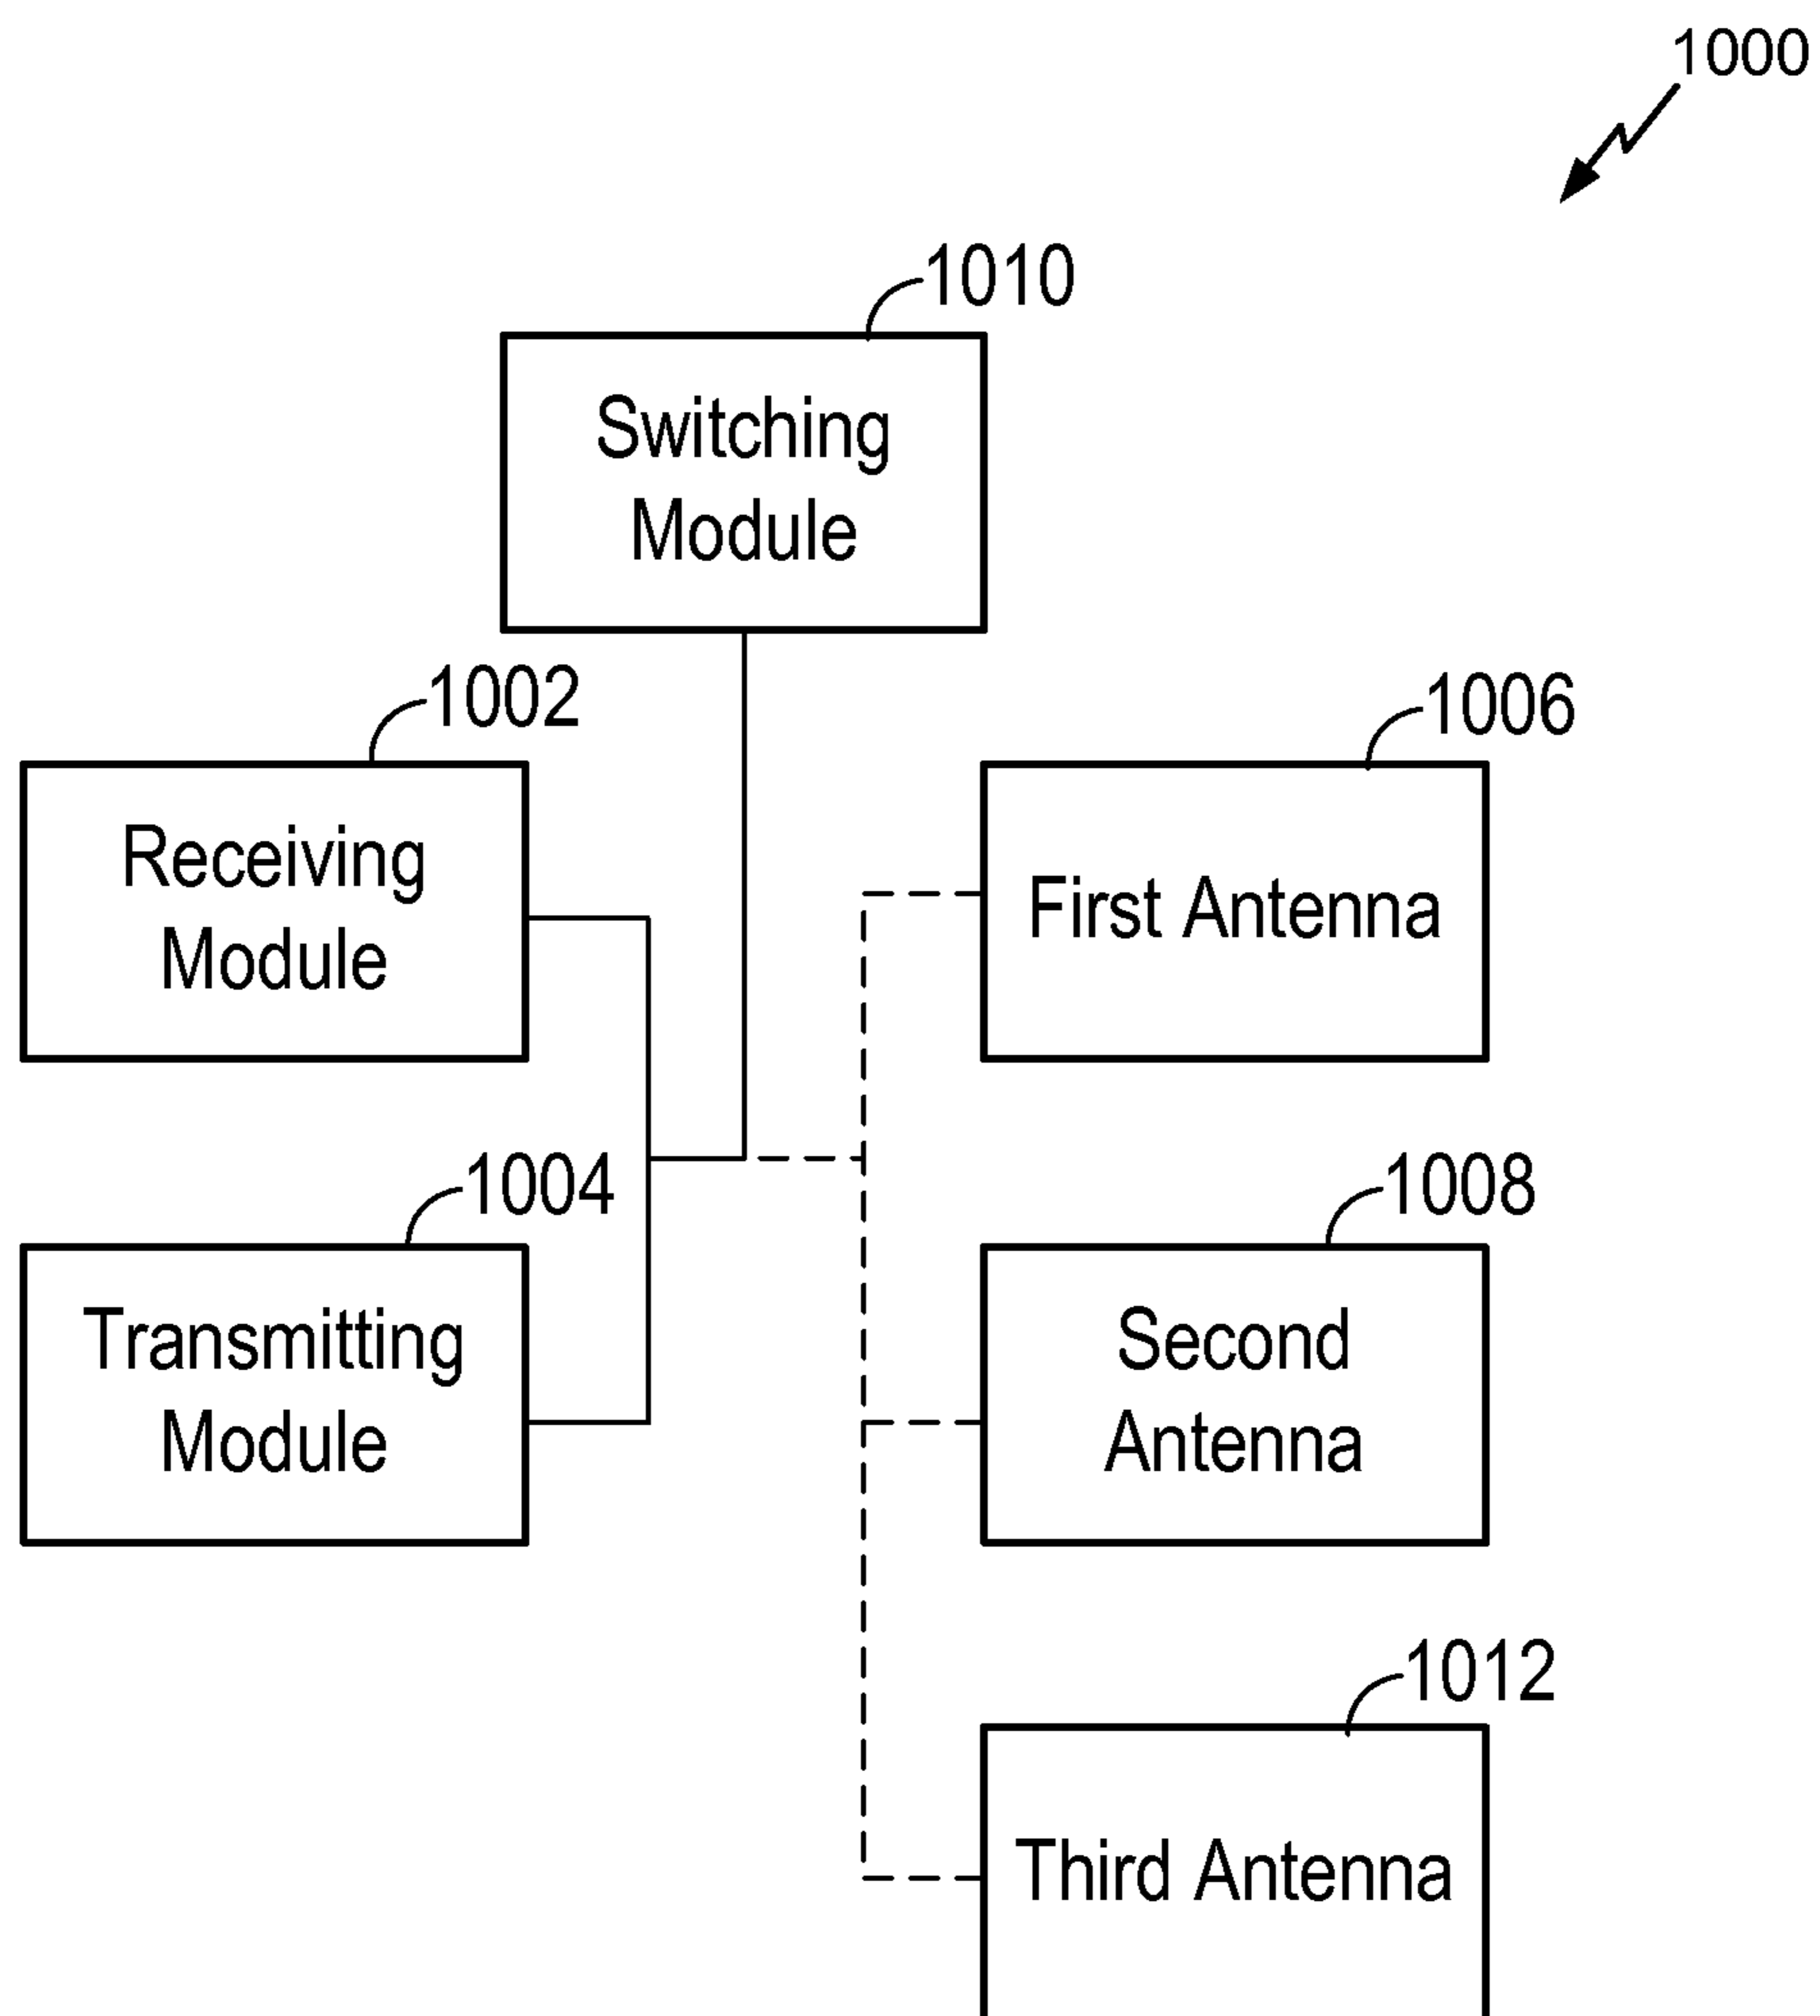 1000
1010
Switching
Module
1002
Receiving
Module
1006
First Antenna
1004
Transmitting
Module
1008
Second
Antenna
1012
Third Antenna